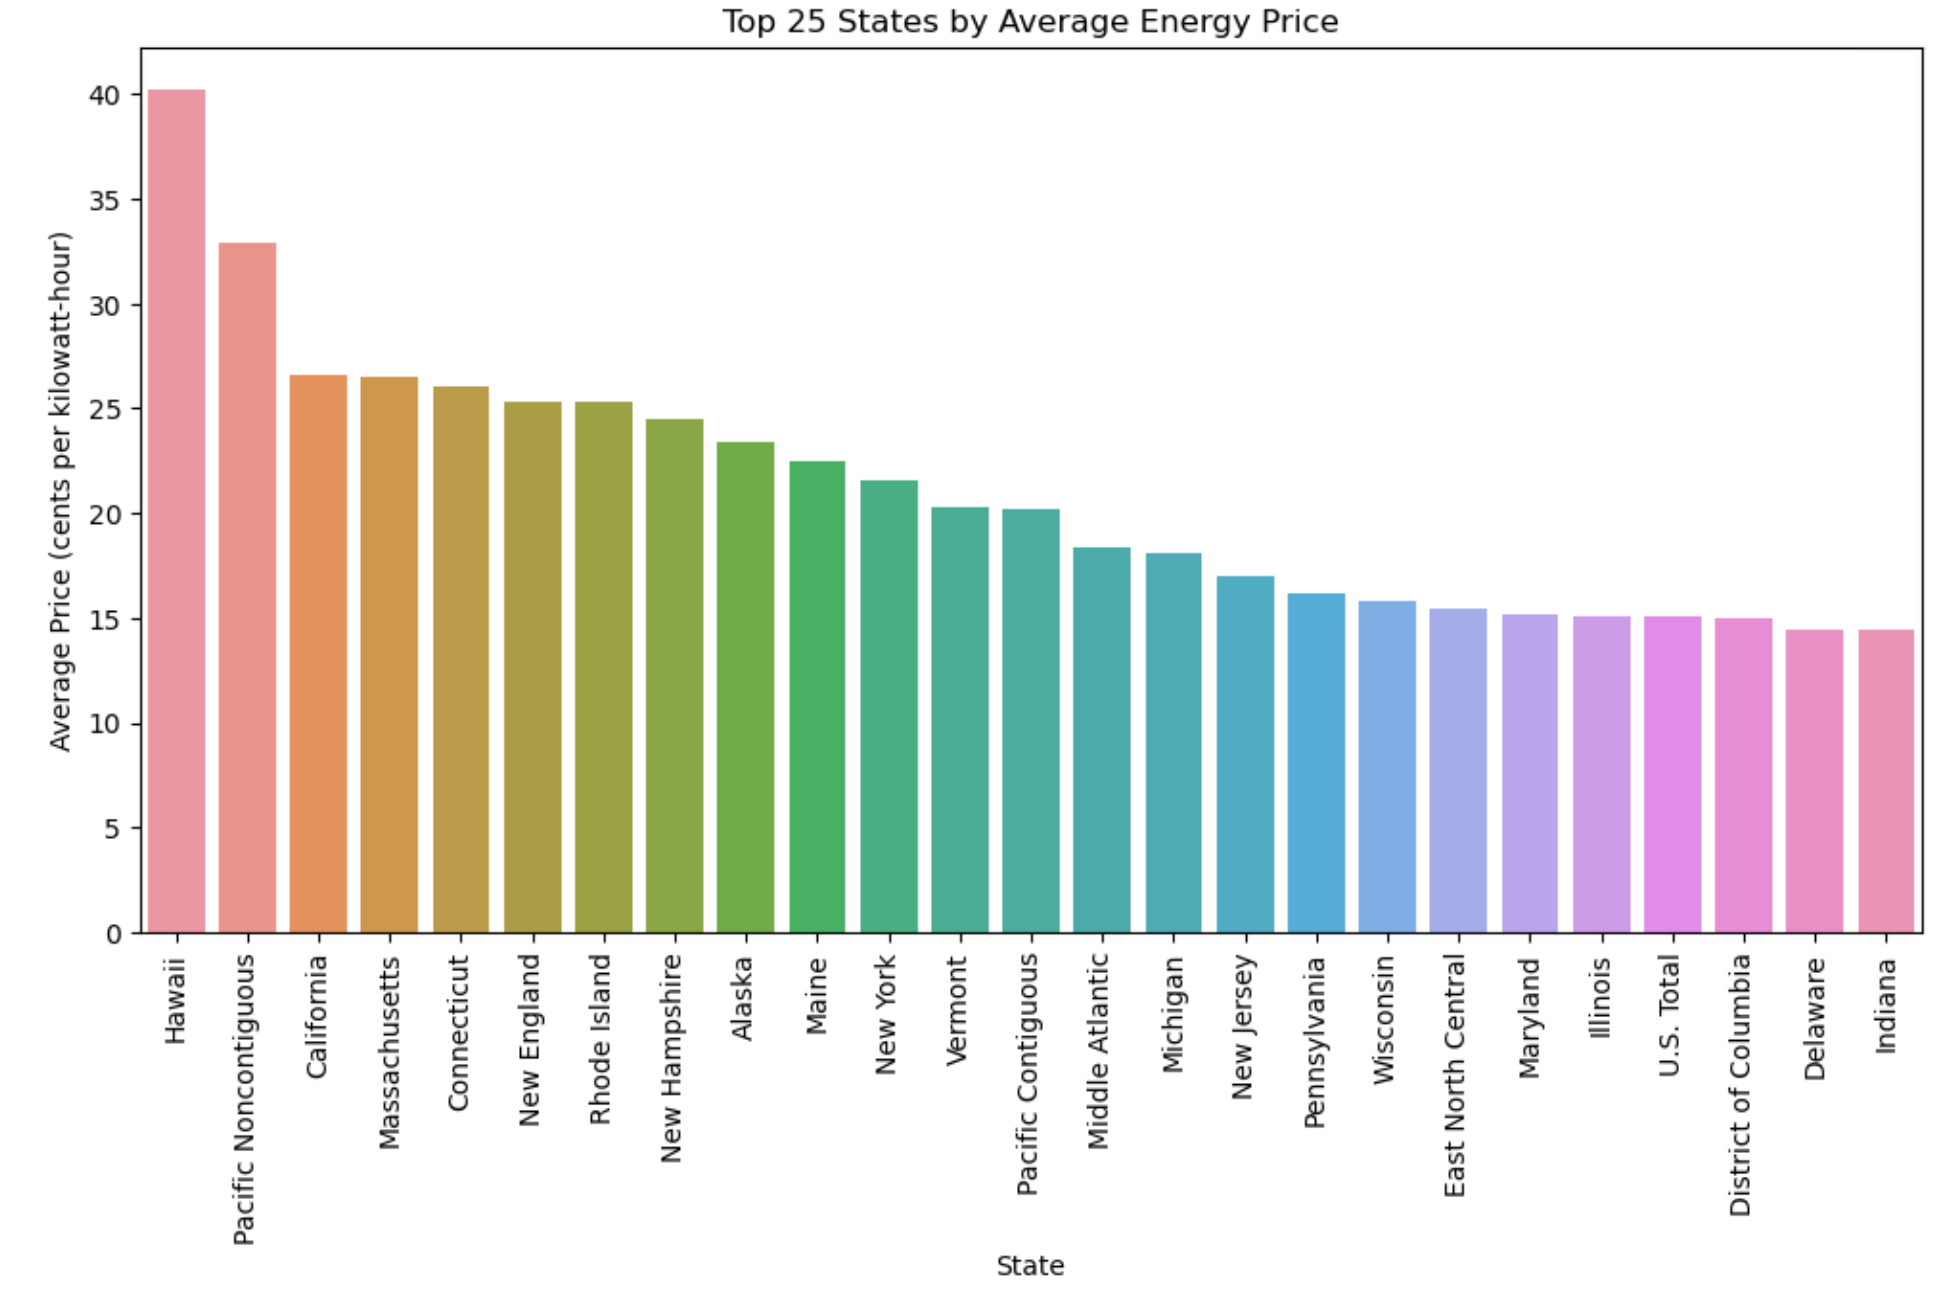 Top 25 States by Average Energy Price
Average Price (cents per kilowatt-hour)
40
35
30
25
20
15
10
5
0
Hawaii
Pacific Noncontiguous
California
Massachusetts
Connecticut
New England
Rhode Island
New Hampshire
Alaska
Maine
New York
Vermont
Pacific Contiguous
Middle Atlantic
Michigan
New Jersey
Pennsylvania
Wisconsin
East North Central
Maryland
Illinois
U.S. Total
District of Columbia
Delaware
Indiana
State